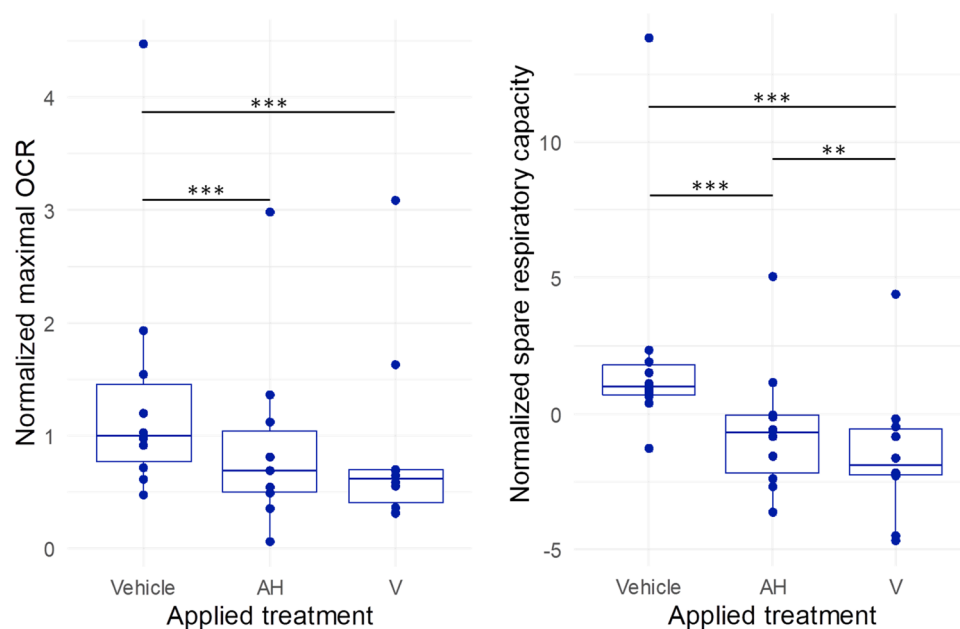 Normalized maximal OCR
4
3
2
1
0
***
***
Vehicle
AH
V
Applied treatment
Normalized spare respiratory capacity
10
5
0
-5
***
**
***
Vehicle
AH
V
Applied treatment